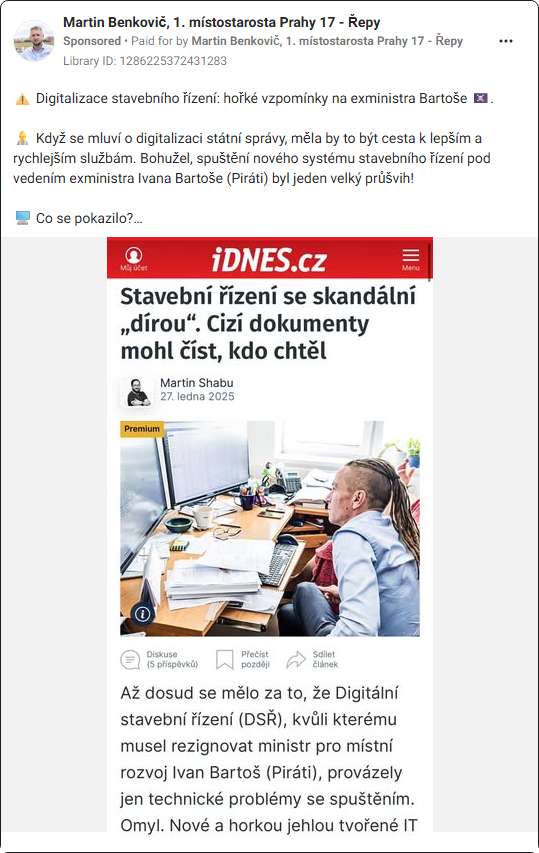 Martin Benkovič, 1. místostarosta Prahy 17 - Řepy
Sponsored • Paid for by Martin Benkovič, 1. místostarosta Prahy 17 - Řepy
Library ID: 1286225372431283
⚠️ Digitalizace stavebního řízení: hořké vzpomínky na exministra Bartoše 🏴‍☠️.
👷 Když se mluví o digitalizaci státní správy, měla by to být cesta k lepším a
rychlejším službám. Bohužel, spuštění nového systému stavebního řízení pod
vedením exministra Ivana Bartoše (Piráti) byl jeden velký průšvih!
🖥️ Co se pokazilo?...
Můj účet
iDNES.cz
Menu
Stavební řízení se skandální
„dírou“. Cizí dokumenty
mohl číst, kdo chtěl
Martin Shabu
27. ledna 2025
Premium
Diskuse
(5 příspěvků)
Přečíst
později
Sdílet
článek
Až dosud se mělo za to, že Digitální
stavební řízení (DSŘ), kvůli kterému
musel rezignovat ministr pro místní
rozvoj Ivan Bartoš (Piráti), provázely
jen technické problémy se spuštěním.
Omyl. Nové a horkou jehlou tvořené IT